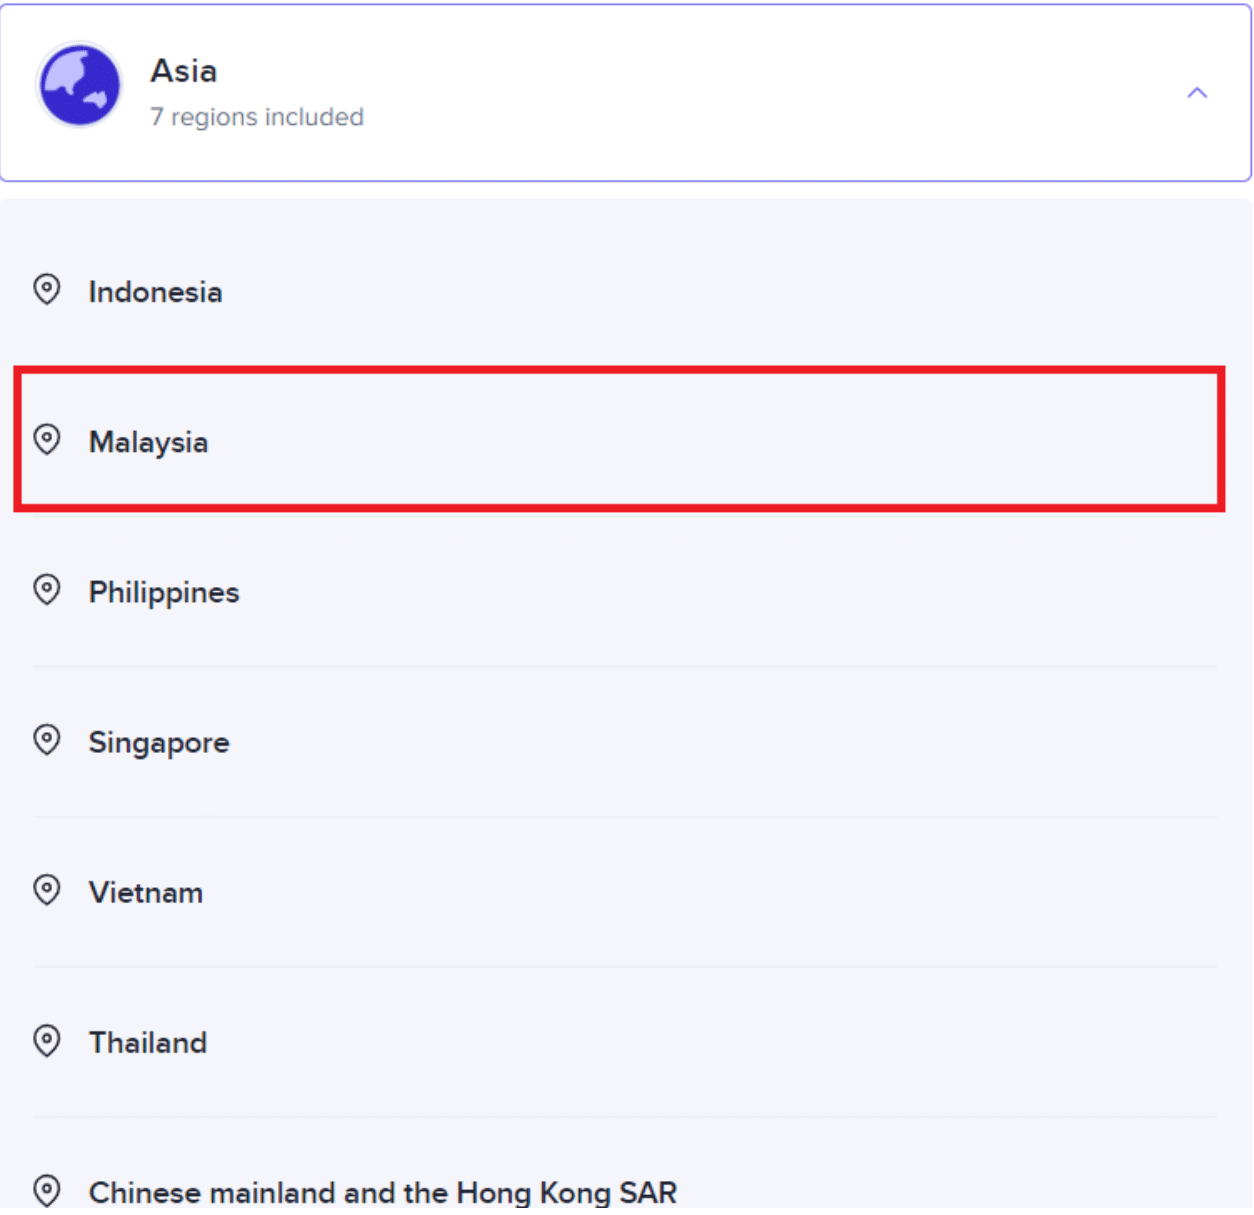 Asia
7 regions included
Indonesia
Malaysia
Philippines
Singapore
Vietnam
Thailand
Chinese mainland and the Hong Kong SAR